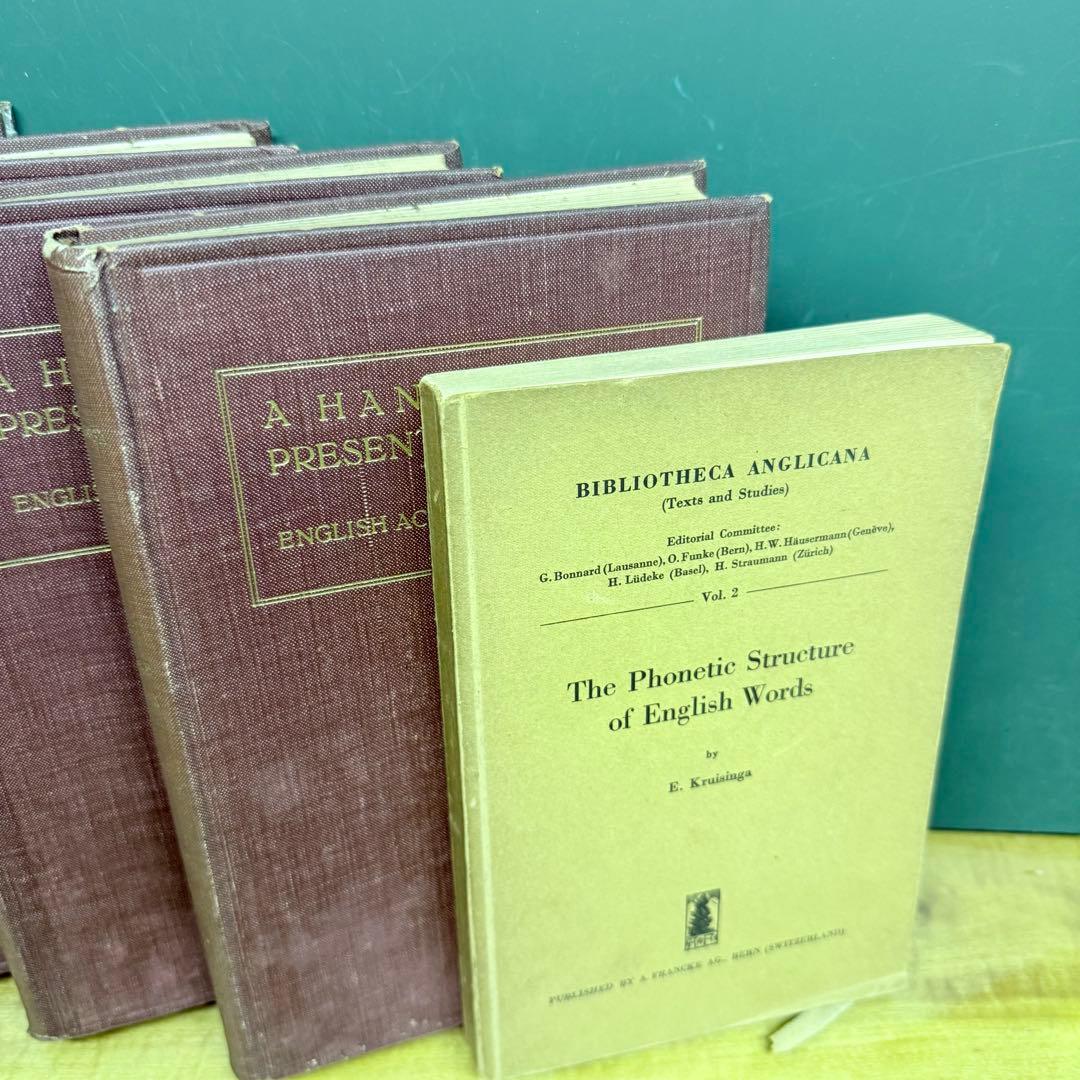 A H
PRES
ENGLIS
A HAN
PRESENT
ENGLISH AC
BIBLIOTHECA ANGLICANA
(Texts and Studies)
Editorial Committee:
G. Bonnard (Lausanne), O. Funke (Bern), H. W. Häusermann (Genève),
H. Lüdeke (Basel), H. Straumann (Zürich)
Vol. 2
The Phonetic Structure
of English Words
by
E. Kruisinga
PUBLISHED BY A. FRANCKE AG., BERN (SWITZERLAND)